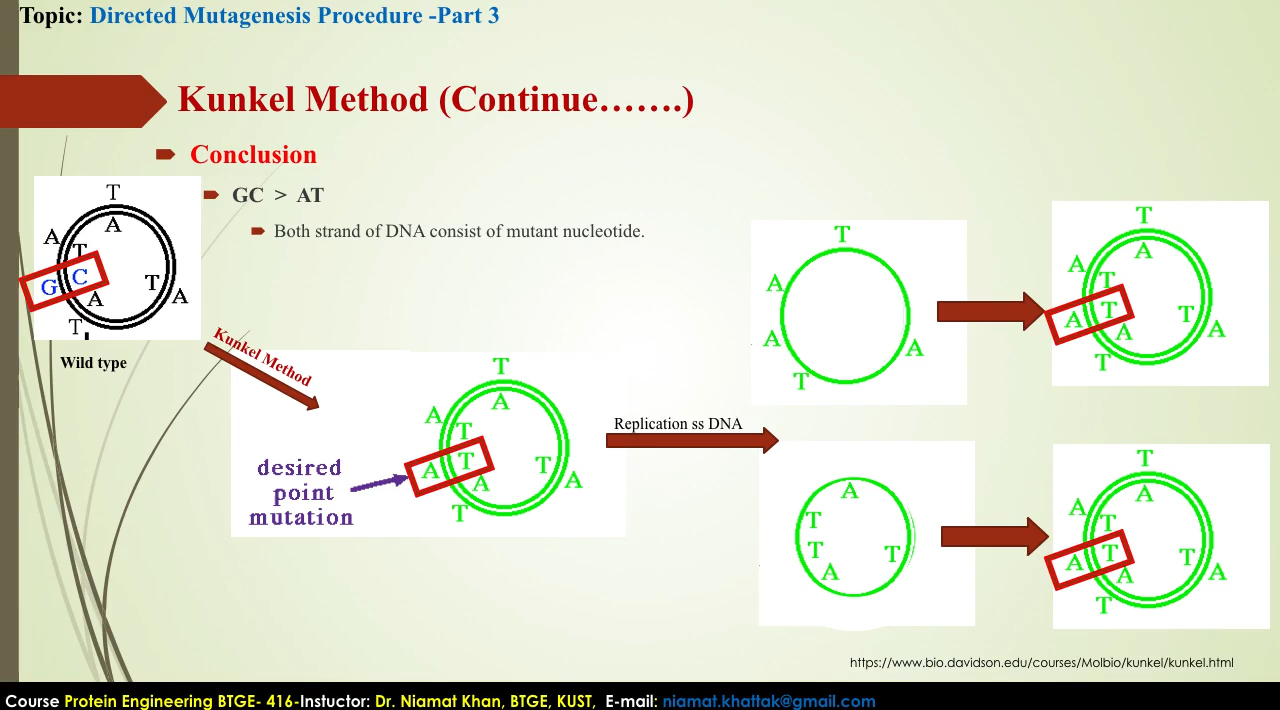 Topic: Directed Mutagenesis Procedure -Part 3
Kunkel Method (Continue…….)
Conclusion
GC > AT
Both strand of DNA consist of mutant nucleotide.
T
A
A
T
G
C
A
T
T
A
Wild type
Kunkel Method
desired
point
mutation
T
A
A
T
A
T
A
T
T
A
Replication ss DNA
T
A
A
T
A
T
A
A
T
A
T
A
T
T
A
A
T
T
A
T
T
A
A
T
A
T
A
T
T
A
https://www.bio.davidson.edu/courses/Molbio/kunkel/kunkel.html
Course Protein Engineering BTGE- 416-Instuctor: Dr. Niamat Khan, BTGE, KUST, E-mail: niamat.khattak@gmail.com